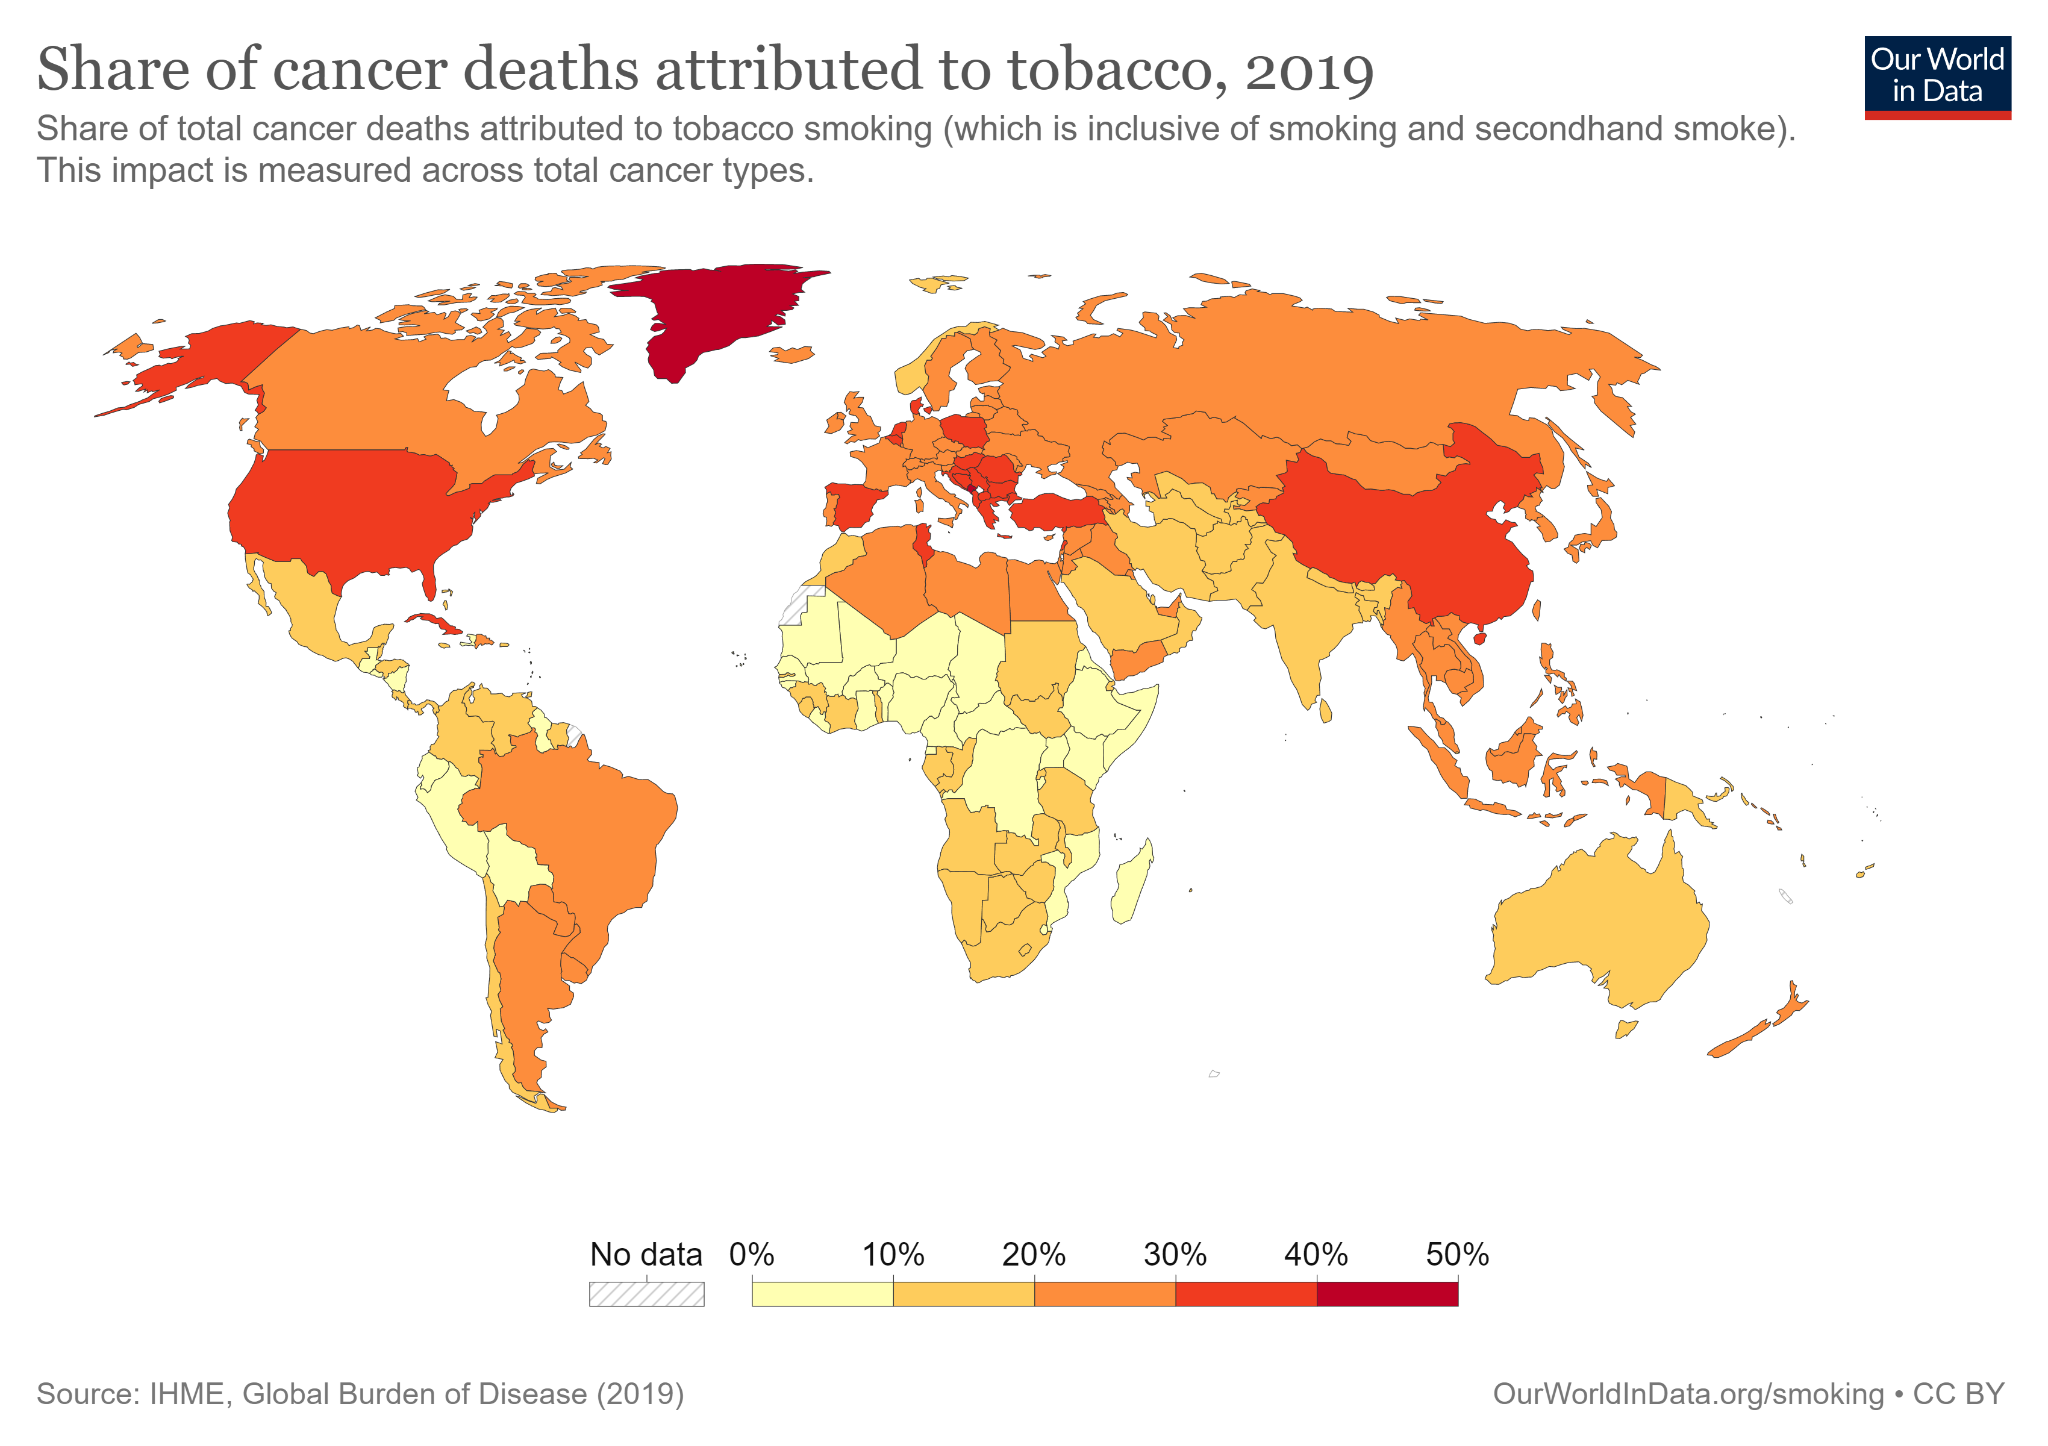 Share of cancer deaths attributed to tobacco, 2019
Our World
in Data
Share of total cancer deaths attributed to tobacco smoking (which is inclusive of smoking and secondhand smoke).
This impact is measured across total cancer types.
No data 0% 10% 20% 30% 40% 50%
Source: IHME, Global Burden of Disease (2019)
OurWorldInData.org/smoking • CC BY